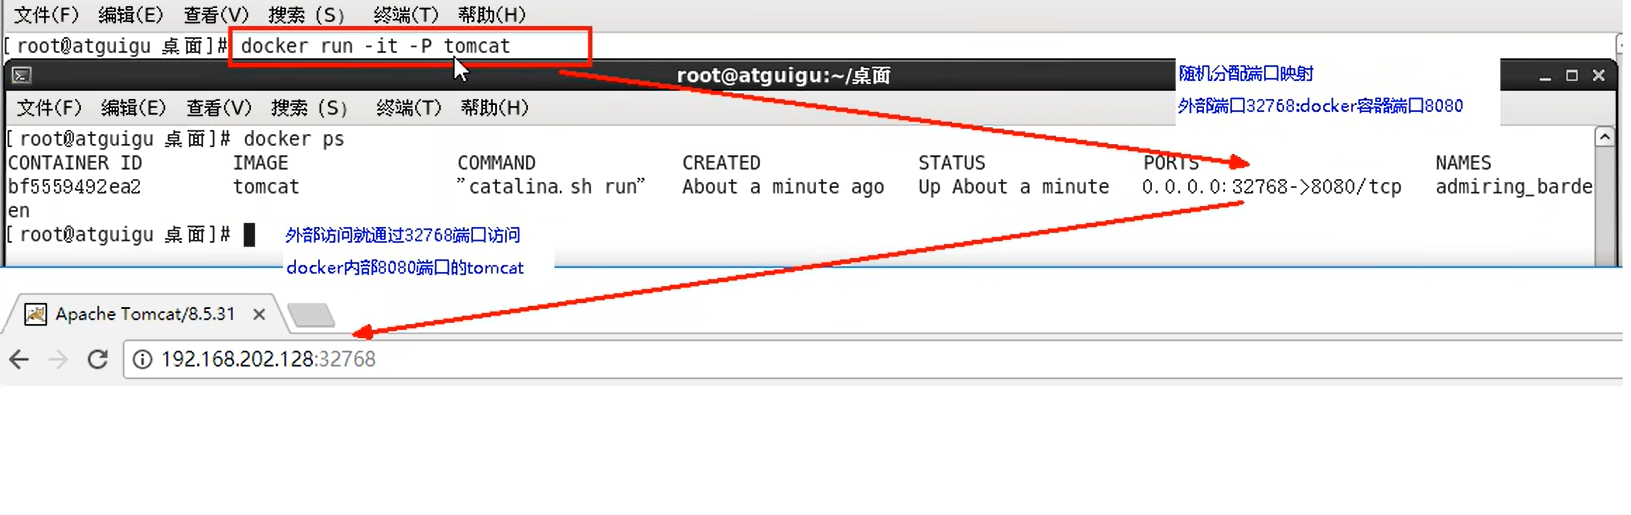 文件(F) 编辑(E) 查看(V) 搜索 (S) 终端(T) 帮助(H)
[root@atguigu 桌面]# docker run -it -P tomcat
root@atguigu:~/桌面
随机分配端口映射
外部端口32768:docker容器端口8080
文件(F) 编辑(E) 查看(V) 搜索 (S) 终端(T) 帮助(H)
[root@atguigu 桌面]# docker ps
CONTAINER ID IMAGE COMMAND CREATED STATUS PORTS NAMES
bf5559492ea2 tomcat "catalina.sh run" About a minute ago Up About a minute 0.0.0.0:32768->8080/tcp admiring_barde
en
[root@atguigu 桌面]#
外部访问就通过32768端口访问
docker内部8080端口的tomcat
Apache Tomcat/8.5.31
192.168.202.128:32768